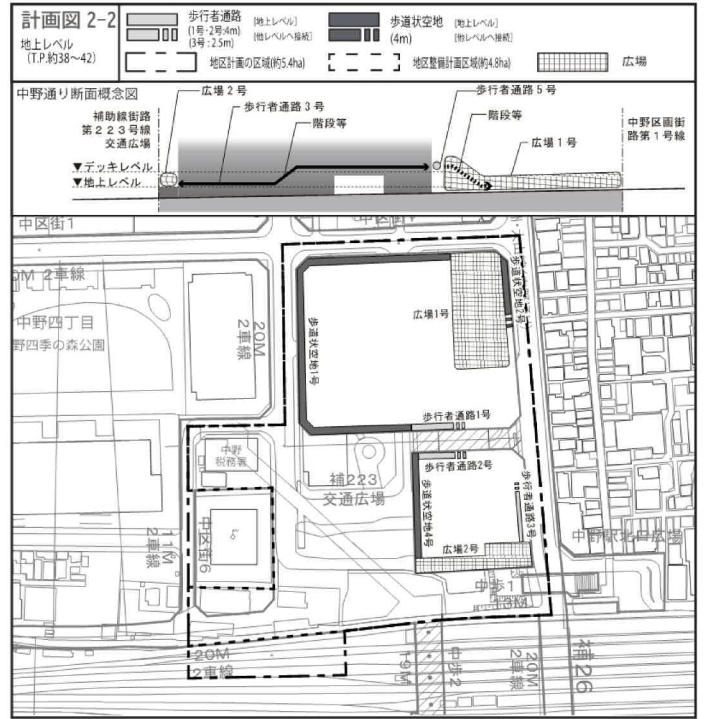 計画図 2-2
地上レベル
(T.P.約38〜42)
歩行者通路
(1号・2号:4m)
(3号:2.5m)
[地上レベル]
[他レベルへ接続]
歩道状空地
(4m)
[地上レベル]
[他レベルへ接続]
地区計画の区域(約5.4ha)
地区整備計画区域(約4.8ha)
広場
中野通り断面概念図
補助線街路
第223号線
交通広場
広場2号
歩行者通路3号
階段等
歩行者通路5号
階段等
広場1号
中野区画街
路第1号線
▼デッキレベル
▼地上レベル
中区街1
中区街1
2車線
中野四丁目
野四季の森公園
20M
2車線
歩道状空地1号
広場1号
歩道状空地2号
歩行者通路1号
中野
税務署
補223
交通広場
歩行者通路2号
歩道状空地4号
歩行者通路3号
広場2号
中区街6
11M
2車線
中野駅北口広場
中歩1
20M
2車線
19M
中歩2
20M
2車線
補26